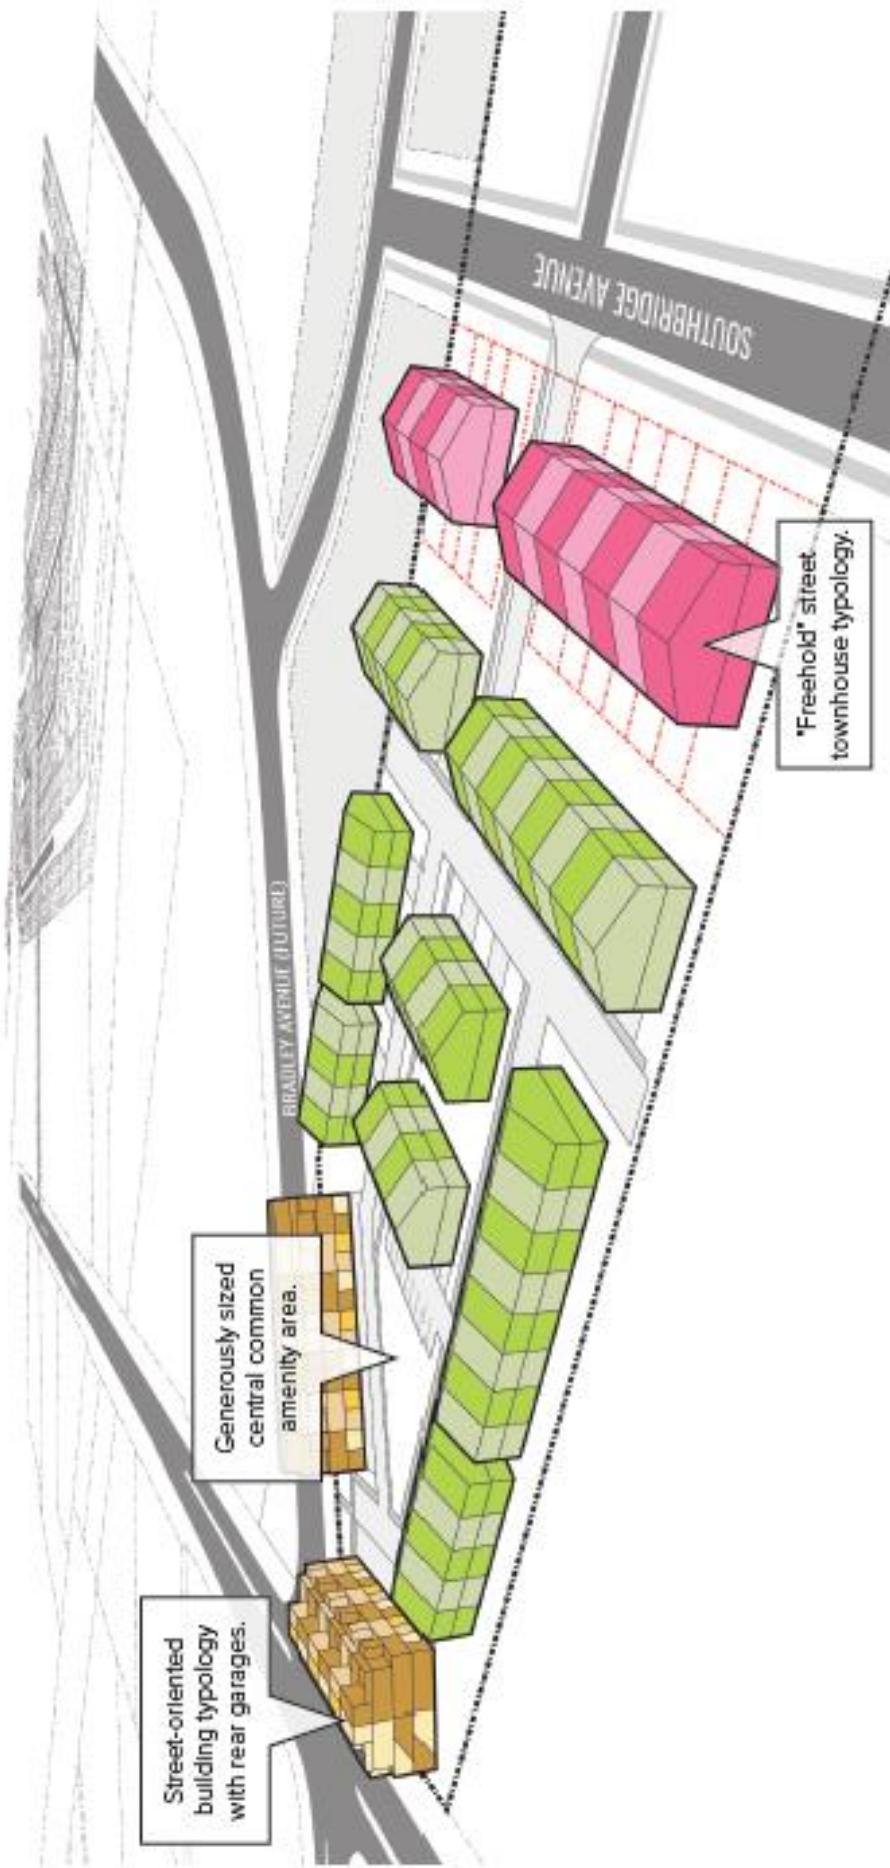 Street-oriented
building typology
with rear garages.
Generously sized
central common
amenity area.
BRADLEY AVENUE (FUTURE)
"Freehold" street
townhouse typology.
SOUTHBRIDGE AVENUE